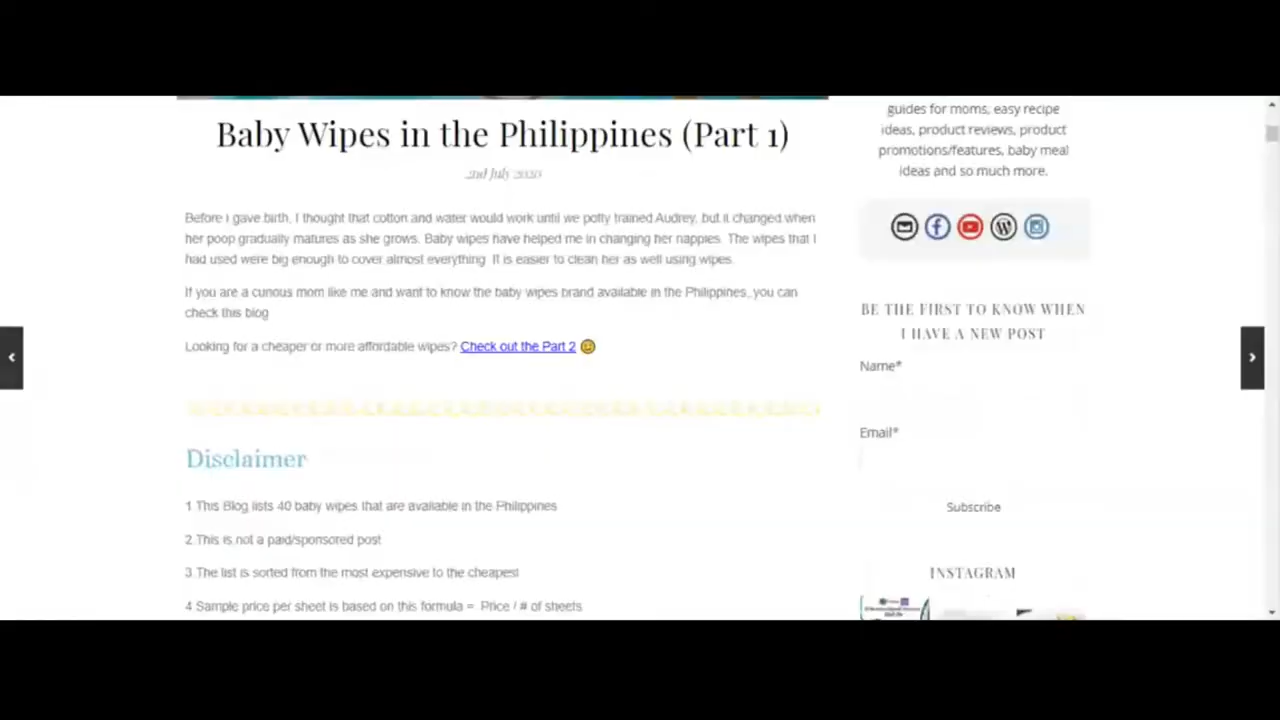 Baby Wipes in the Philippines (Part 1)
2nd July 2020
Before I gave birth, I thought that cotton and water would work until we potty trained Audrey, but it changed when
her poop gradually matures as she grows. Baby wipes have helped me in changing her nappies. The wipes that I
had used were big enough to cover almost everything. It is easier to clean her as well using wipes.
If you are a curious mom like me and want to know the baby wipes brand available in the Philippines, you can
check this blog
Looking for a cheaper or more affordable wipes? Check out the Part 2
Disclaimer
1 This Blog lists 40 baby wipes that are available in the Philippines
2 This is not a paid/sponsored post
3 The list is sorted from the most expensive to the cheapest
4 Sample price per sheet is based on this formula = Price / # of sheets
guides for moms, easy recipe
ideas, product reviews, product
promotions/features, baby meal
ideas and so much more.
BE THE FIRST TO KNOW WHEN
I HAVE A NEW POST
Name*
Email*
Subscribe
INSTAGRAM